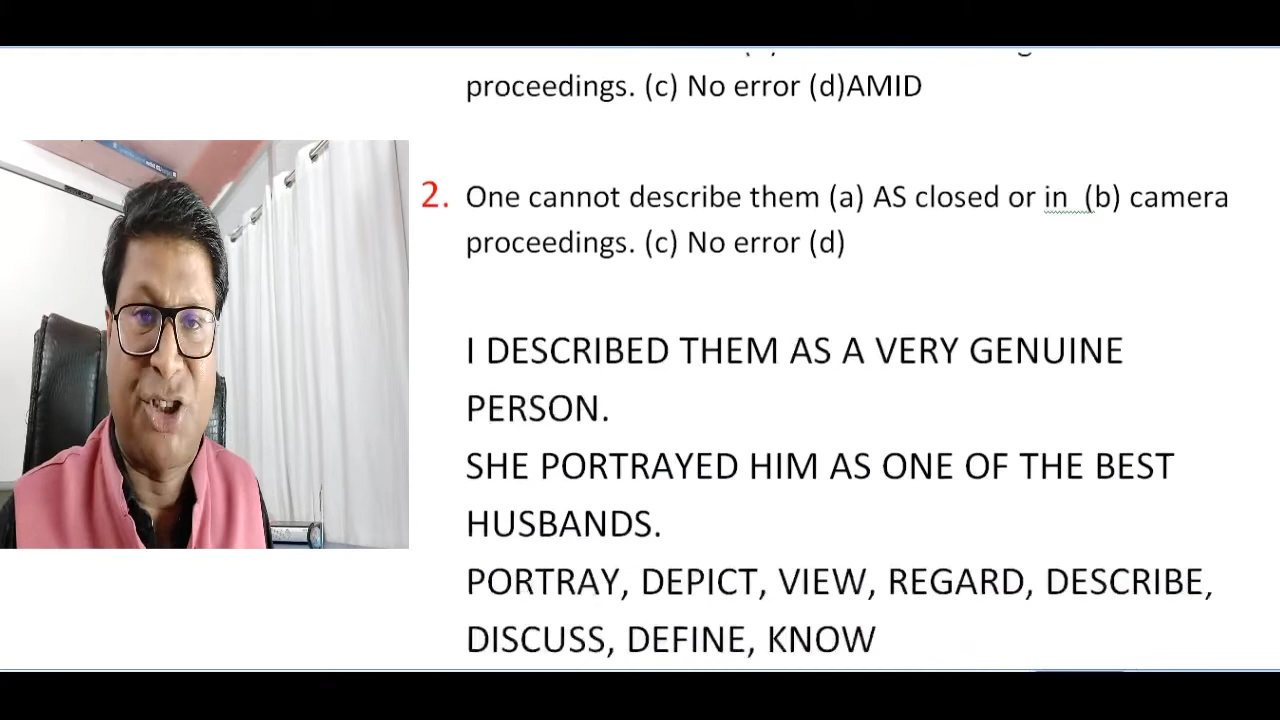 proceedings. (c) No error (d)AMID
2. One cannot describe them (a) AS closed or in (b) camera
proceedings. (c) No error (d)
I DESCRIBED THEM AS A VERY GENUINE
PERSON.
SHE PORTRAYED HIM AS ONE OF THE BEST
HUSBANDS.
PORTRAY, DEPICT, VIEW, REGARD, DESCRIBE,
DISCUSS, DEFINE, KNOW